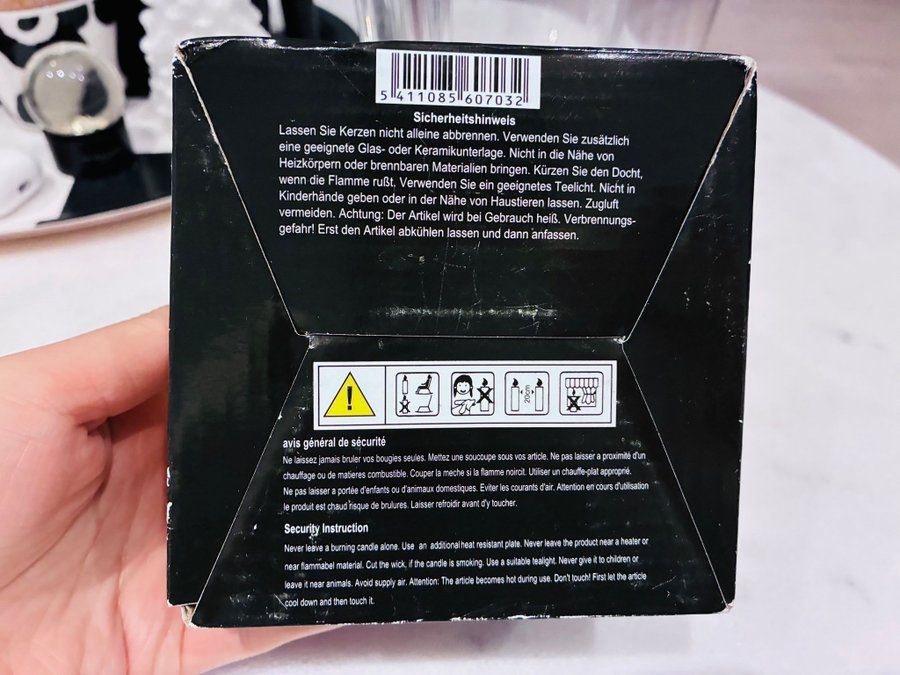 5 411085 607032
Sicherheitshinweis
Lassen Sie Kerzen nicht alleine abbrennen. Verwenden Sie zusätzlich
eine geeignete Glas- oder Keramikunterlage. Nicht in die Nähe von
Heizkörpern oder brennbaren Materialien bringen. Kürzen Sie den Docht,
wenn die Flamme rußt, Verwenden Sie ein geeignetes Teelicht. Nicht in
Kinderhände geben oder in der Nähe von Haustieren lassen. Zugluft
vermeiden. Achtung: Der Artikel wird bei Gebrauch heiß. Verbrennungs-
gefahr! Erst den Artikel abkühlen lassen und dann anfassen.
20cm
avis général de sécurité
Ne laissez jamais bruler vos bougies seules. Mettez une soucoupe sous vos article. Ne pas laisser a proximité d'un
chauffage ou de matieres combustible. Couper la meche si la flamme noircit. Utiliser un chauffe-plat approprié.
Ne pas laisser a portée d'enfants ou d'animaux domestiques. Eviter les courants d'air. Attention en cours d'utilisation
le produit est chaud risque de brulures. Laisser refroidir avant d'y toucher.
Security Instruction
Never leave a burning candle alone. Use an additional heat resistant plate. Never leave the product near a heater or
near flammabel material. Cut the wick, if the candle is smoking. Use a suitable tealight. Never give it to children or
leave it near animals. Avoid supply air. Attention: The article becomes hot during use. Don't touch! First let the article
cool down and then touch it.